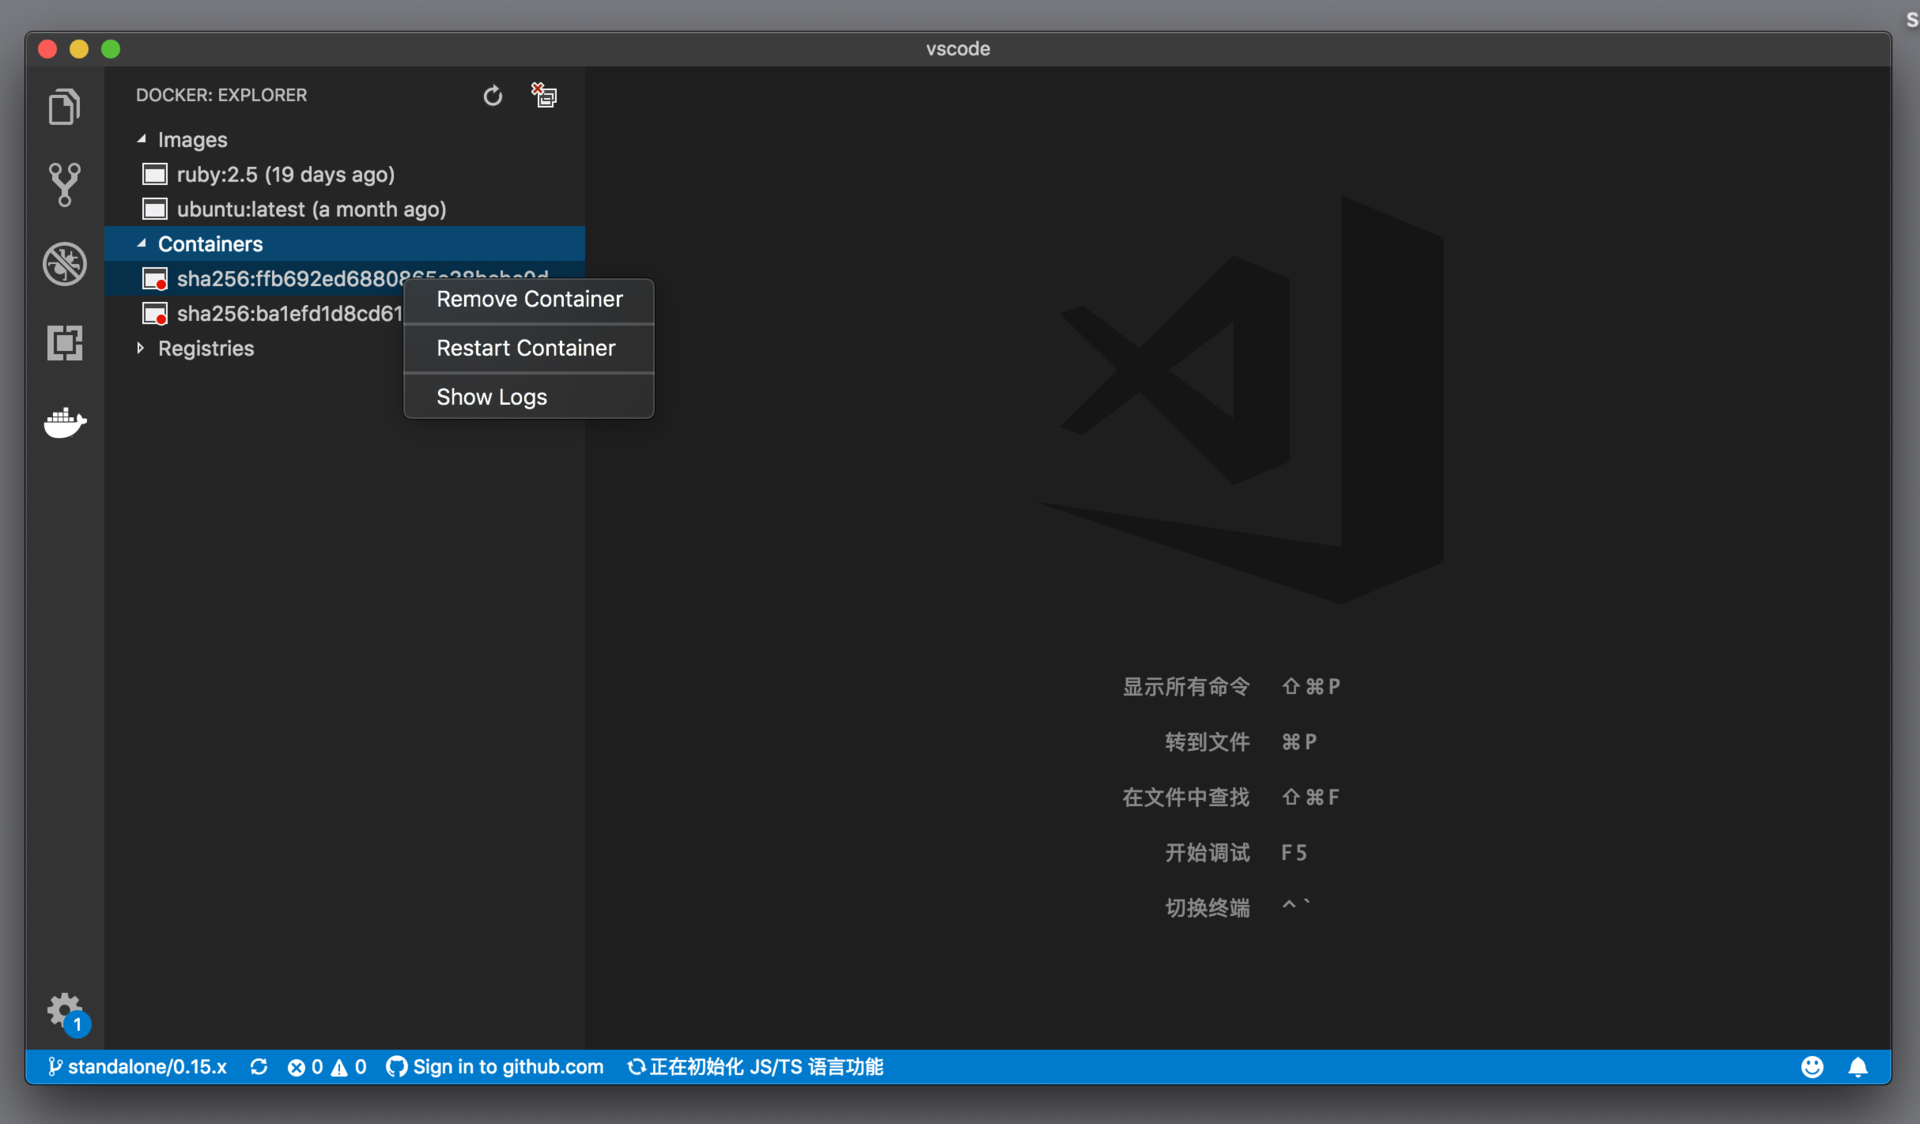 S
vscode
DOCKER: EXPLORER
Images
ruby:2.5 (19 days ago)
ubuntu:latest (a month ago)
Containers
Remove Container
sha256:ba1efd1d8cd61
Registries
Restart Container
Show Logs
显示所有命令 ⇧⌘P
转到文件 ⌘P
在文件中查找 ⇧⌘F
开始调试 F5
切换终端 ^`
1
standalone/0.15.x 0 0 Sign in to github.com 正在初始化 JS/TS 语言功能